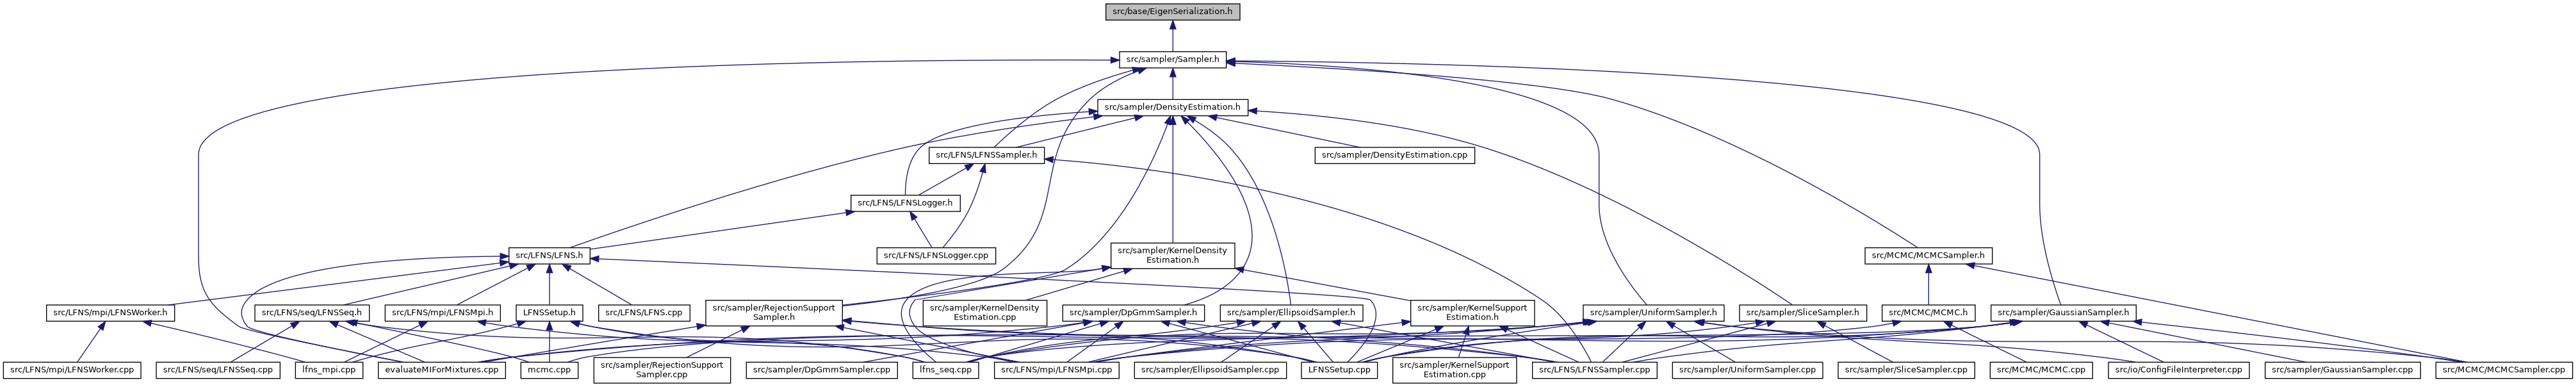 src/base/EigenSerialization.h
src/sampler/Sampler.h
src/sampler/DensityEstimation.h
src/LFNS/LFNSSampler.h
src/sampler/DensityEstimation.cpp
src/LFNS/LFNSLogger.h
src/LFNS/LFNS.h
src/LFNS/LFNSLogger.cpp
src/sampler/KernelDensity
Estimation.h
src/MCMC/MCMCSampler.h
src/LFNS/mpi/LFNSWorker.h
src/LFNS/seq/LFNSSeq.h
src/LFNS/mpi/LFNSMpi.h
LFNSSetup.h
src/LFNS/LFNS.cpp
src/sampler/RejectionSupport
Sampler.h
src/sampler/KernelDensity
Estimation.cpp
src/sampler/DpGmmSampler.h
src/sampler/EllipsoidSampler.h
src/sampler/KernelSupport
Estimation.h
src/sampler/UniformSampler.h
src/sampler/SliceSampler.h
src/MCMC/MCMC.h
src/sampler/GaussianSampler.h
src/LFNS/mpi/LFNSWorker.cpp
src/LFNS/seq/LFNSSeq.cpp
lfns_mpi.cpp
evaluateMIForMixtures.cpp
mcmc.cpp
src/sampler/RejectionSupport
Sampler.cpp
src/sampler/DpGmmSampler.cpp
lfns_seq.cpp
src/LFNS/mpi/LFNSMpi.cpp
src/sampler/EllipsoidSampler.cpp
LFNSSetup.cpp
src/sampler/KernelSupport
Estimation.cpp
src/LFNS/LFNSSampler.cpp
src/sampler/UniformSampler.cpp
src/sampler/SliceSampler.cpp
src/MCMC/MCMC.cpp
src/io/ConfigFileInterpreter.cpp
src/sampler/GaussianSampler.cpp
src/MCMC/MCMCSampler.cpp